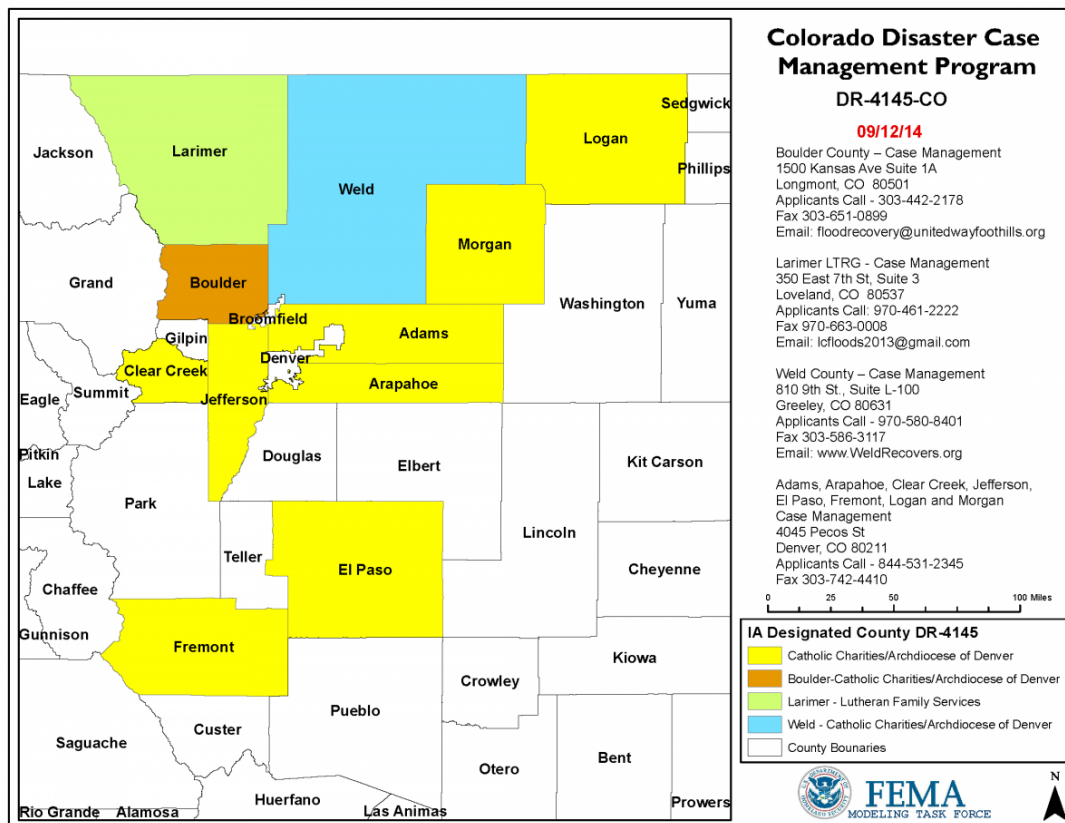 Colorado Disaster Case
Management Program
DR-4145-CO
09/12/14
Boulder County – Case Management
1500 Kansas Ave Suite 1A
Longmont, CO 80501
Applicants Call - 303-442-2178
Fax 303-651-0899
Email: floodrecovery@unitedwayfoothills.org
Larimer LTRG - Case Management
350 East 7th St, Suite 3
Loveland, CO 80537
Applicants Call: 970-461-2222
Fax 970-663-0008
Email: lcfloods2013@gmail.com
Weld County – Case Management
810 9th St., Suite L-100
Greeley, CO 80631
Applicants Call - 970-580-8401
Fax 303-586-3117
Email: www.WeldRecovers.org
Adams, Arapahoe, Clear Creek, Jefferson,
El Paso, Fremont, Logan and Morgan
Case Management
4045 Pecos St
Denver, CO 80211
Applicants Call - 844-531-2345
Fax 303-742-4410
0 25 50 75 100 Miles
IA Designated County DR-4145
Catholic Charities/Archdiocese of Denver
Boulder-Catholic Charities/Archdiocese of Denver
Larimer - Lutheran Family Services
Weld - Catholic Charities/Archdiocese of Denver
County Bounaries
FEMA
MODELING TASK FORCE
N
Sedgwick
Logan
Jackson
Larimer
Phillips
Weld
Morgan
Grand
Boulder
Washington
Yuma
Broomfield
Gilpin
Adams
Denver
Clear Creek
Arapahoe
Summit
Eagle
Jefferson
Pitkin
Douglas
Elbert
Kit Carson
Lake
Park
Lincoln
Teller
El Paso
Cheyenne
Chaffee
Gunnison
Fremont
Kiowa
Crowley
Pueblo
Custer
Saguache
Bent
Otero
Huerfano
Prowers
Rio Grande
Alamosa
Las Animas